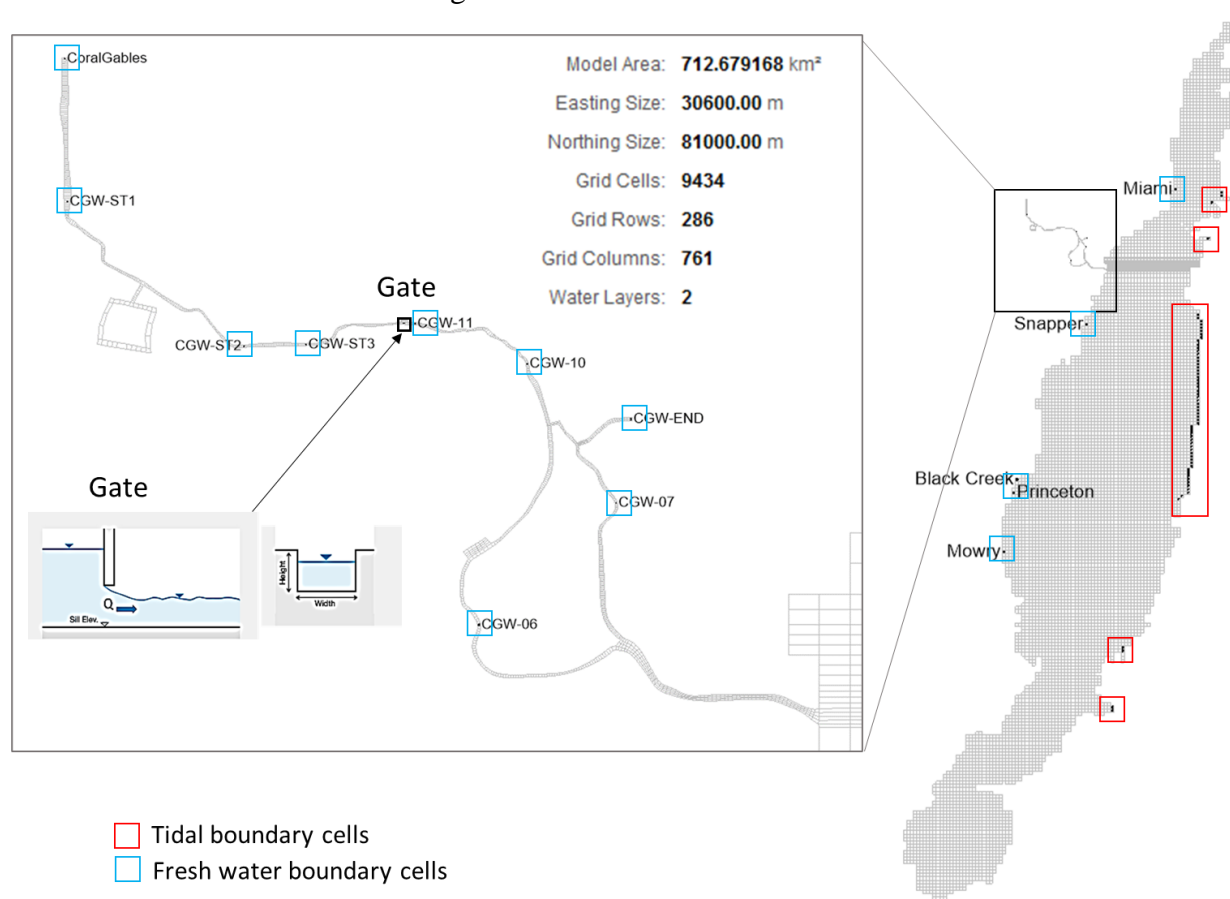 CoralGables
Model Area: 712.679168 km²
Easting Size: 30600.00 m
Northing Size: 81000.00 m
Grid Cells: 9434
Grid Rows: 286
Grid Columns: 761
Water Layers: 2
CGW-ST1
Miami
Gate
CGW-11
Snapper
CGW-ST2
CGW-ST3
CGW-10
CGW-END
Gate
CGW-07
Black Creek
Princeton
Mowry
Q
Sill Elev.
Height
Width
CGW-06
Tidal boundary cells
Fresh water boundary cells